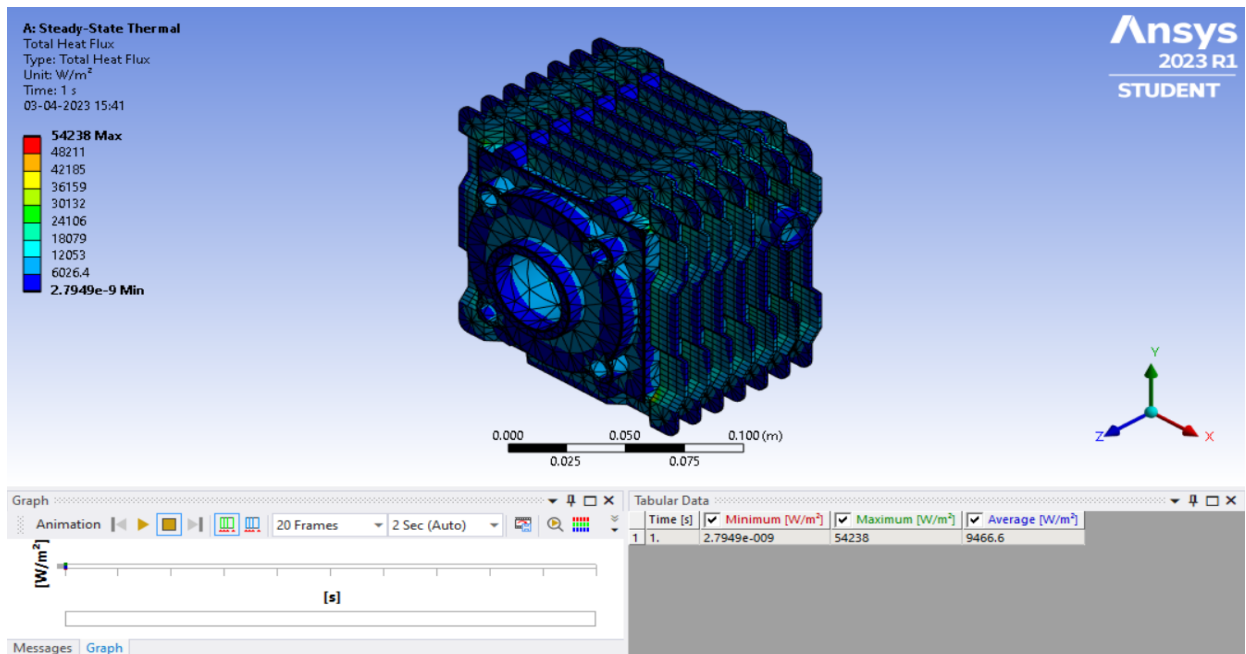 A: Steady-State Thermal
Total Heat Flux
Type: Total Heat Flux
Unit: W/m²
Time: 1 s
03-04-2023 15:41
54238 Max
48211
42185
36159
30132
24106
18079
12053
6026.4
2.7949e-9 Min
Ansys
2023 R1
STUDENT
0.000 0.050 0.100 (m)
0.025 0.075
Y
Z X
Graph
Animation 20 Frames 2 Sec (Auto)
[W/m²]
[s]
Messages Graph
Tabular Data
Time [s] Minimum [W/m²] Maximum [W/m²] Average [W/m²]
1 1. 2.7949e-009 54238 9466.6